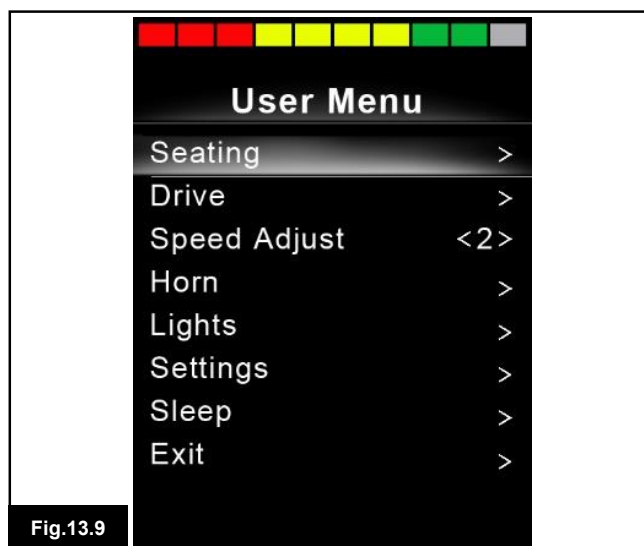 User Menu
Seating >
Drive >
Speed Adjust <2>
Horn >
Lights >
Settings >
Sleep >
Exit >
Fig.13.9